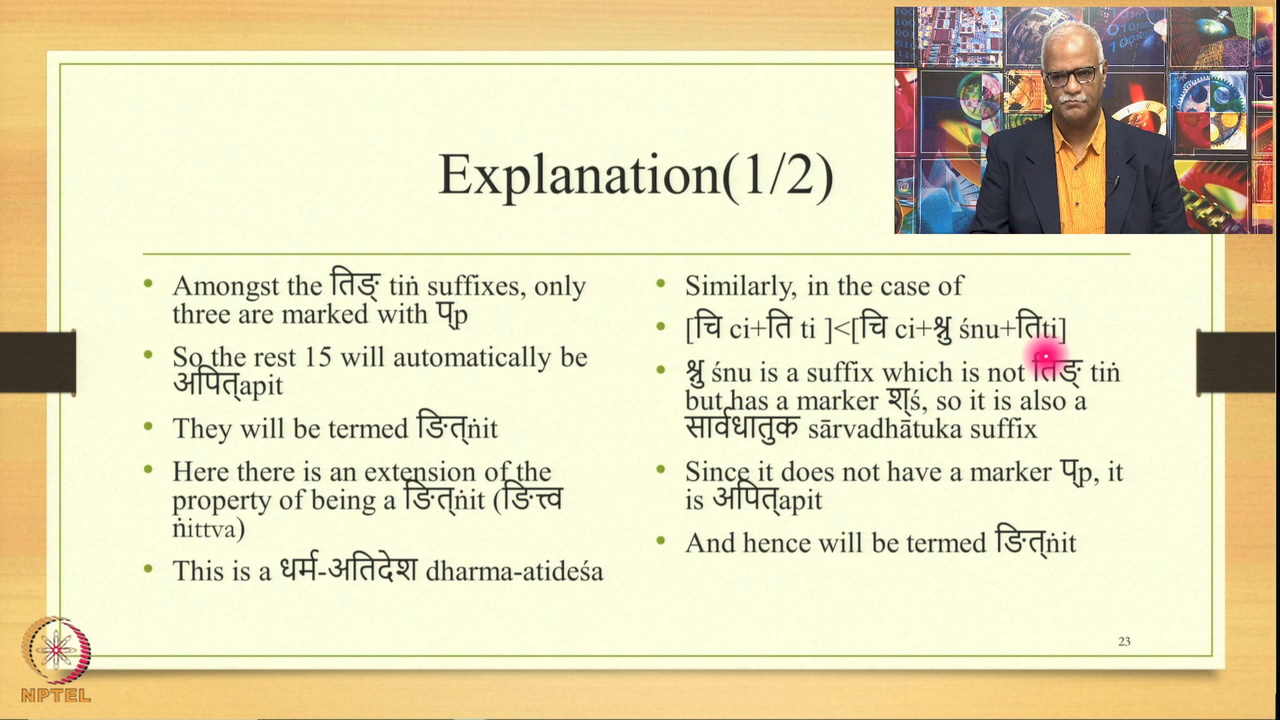 Explanation(1/2)
• Amongst the तिङ् tiṅ suffixes, only
three are marked with प्p
• So the rest 15 will automatically be
अपित्apit
• They will be termed ङित्ṅit
• Here there is an extension of the
property of being a ङित्ṅit (ङित्त्व
ṅittva)
• This is a धर्म-अतिदेश dharma-atideśa
• Similarly, in the case of
• [चि ci+ति ti ]<[चि ci+श्नु śnu+तिti]
• श्नु śnu is a suffix which is not तिङ् tiṅ
but has a marker श्ś, so it is also a
सार्वधातुक sārvadhātuka suffix
• Since it does not have a marker प्p, it
is अपित्apit
• And hence will be termed ङित्ṅit
23
NPTEL